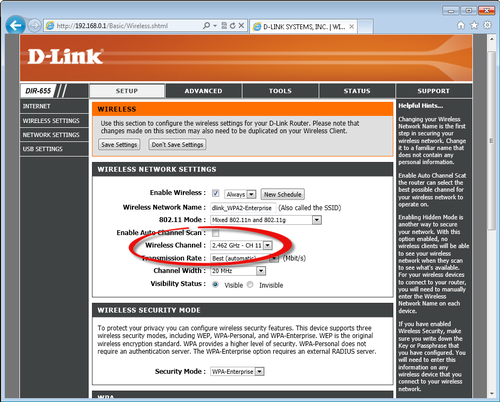 http://192.168.0.1/Basic/Wireless.shtml
D-LINK SYSTEMS, INC. | WI...
D-Link
DIR-655
SETUP
ADVANCED
TOOLS
STATUS
SUPPORT
INTERNET
WIRELESS SETTINGS
NETWORK SETTINGS
USB SETTINGS
WIRELESS
Use this section to configure the wireless settings for your D-Link Router. Please note that
changes made on this section may also need to be duplicated on your Wireless Client.
Save Settings Don't Save Settings
WIRELESS NETWORK SETTINGS
Enable Wireless : Always New Schedule
Wireless Network Name : dlink_WPA2-Enterprise (Also called the SSID)
802.11 Mode : Mixed 802.11n and 802.11g
Enable Auto Channel Scan :
Wireless Channel : 2.462 GHz - CH 11
Transmission Rate : Best (automatic) (Mbit/s)
Channel Width : 20 MHz
Visibility Status : Visible Invisible
WIRELESS SECURITY MODE
To protect your privacy you can configure wireless security features. This device supports three
wireless security modes, including WEP, WPA-Personal, and WPA-Enterprise. WEP is the original
wireless encryption standard. WPA provides a higher level of security. WPA-Personal does not
require an authentication server. The WPA-Enterprise option requires an external RADIUS server.
Security Mode : WPA-Enterprise
WPA
Helpful Hints...
Changing your Wireless
Network Name is the first
step in securing your
wireless network. Change
it to a familiar name that
does not contain any
personal information.
Enable Auto Channel Scat
the router can select the
best possible channel for
your wireless network to
operate on.
Enabling Hidden Mode is
another way to secure
your network. With this
option enabled, no
wireless clients will be able
to see your wireless
network when they scan
to see what's available.
For your wireless devices
to connect to your router,
you will need to manually
enter the Wireless
Network Name on each
device.
If you have enabled
Wireless Security, make
sure you write down the
Key or Passphrase that
you have configured. You
will need to enter this
information on any
wireless device that you
connect to your wireless
network.